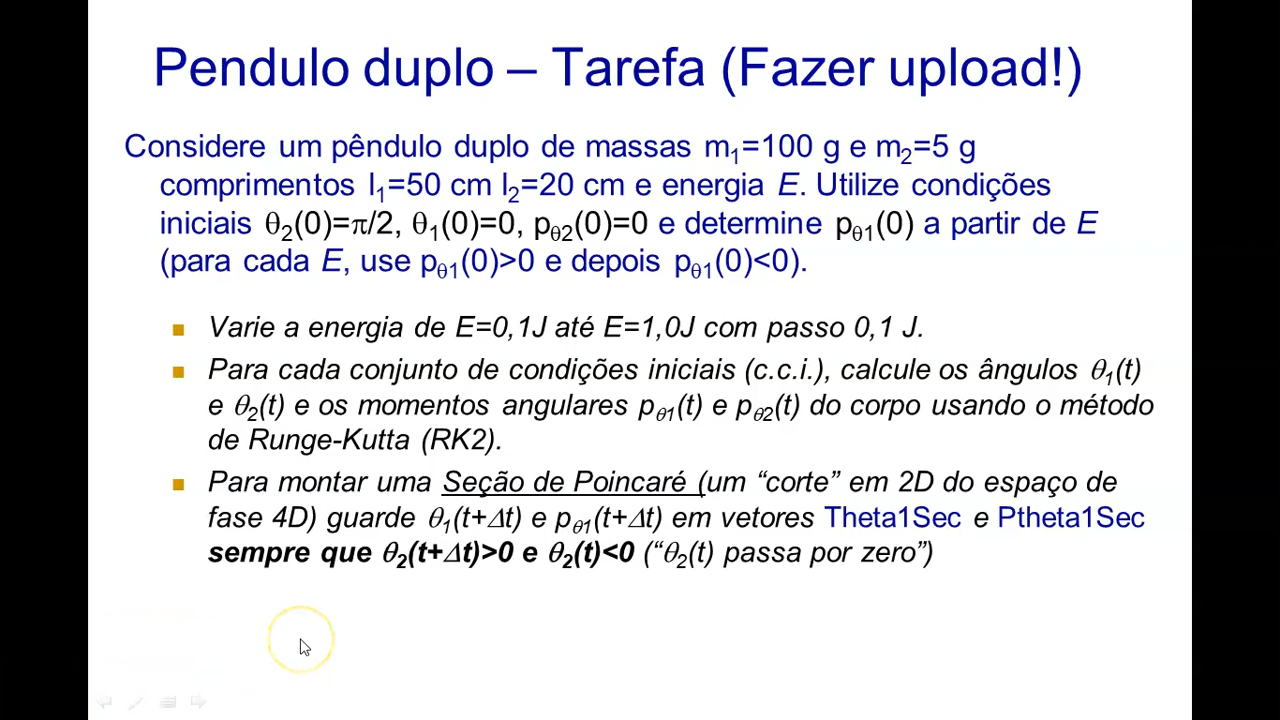 Pendulo duplo – Tarefa (Fazer upload!)
Considere um pêndulo duplo de massas m₁=100 g e m₂=5 g
comprimentos l₁=50 cm l₂=20 cm e energia E. Utilize condições
iniciais θ₂(0)=π/2, θ₁(0)=0, pθ₂(0)=0 e determine pθ₁(0) a partir de E
(para cada E, use pθ₁(0)>0 e depois pθ₁(0)<0).
Varie a energia de E=0,1J até E=1,0J com passo 0,1 J.
Para cada conjunto de condições iniciais (c.c.i.), calcule os ângulos θ₁(t)
e θ₂(t) e os momentos angulares pθ₁(t) e pθ₂(t) do corpo usando o método
de Runge-Kutta (RK2).
Para montar uma Seção de Poincaré (um “corte” em 2D do espaço de
fase 4D) guarde θ₁(t+Δt) e pθ₁(t+Δt) em vetores Theta1Sec e Ptheta1Sec
sempre que θ₂(t+Δt)>0 e θ₂(t)<0 (“θ₂(t) passa por zero”)